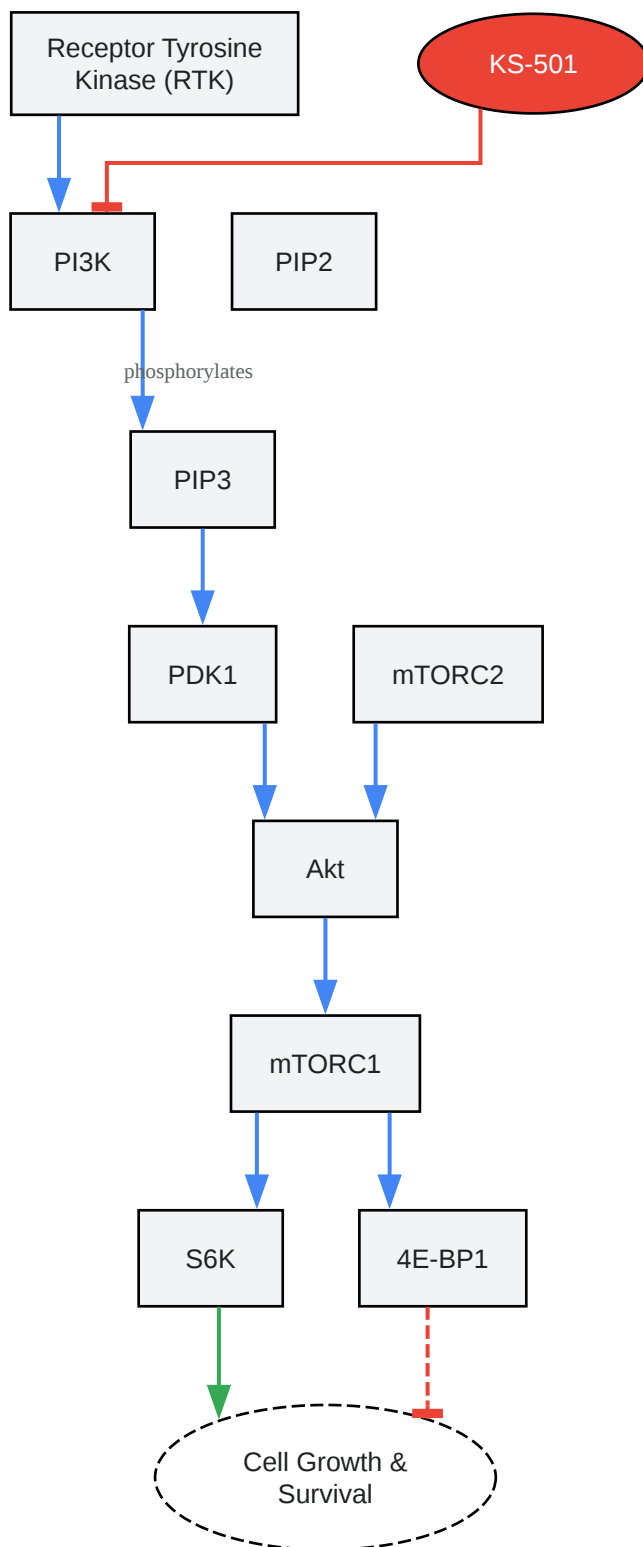 Receptor Tyrosine
Kinase (RTK)
KS-501
PI3K
PIP2
phosphorylates
PIP3
PDK1
mTORC2
Akt
mTORC1
S6K
4E-BP1
Cell Growth &
Survival